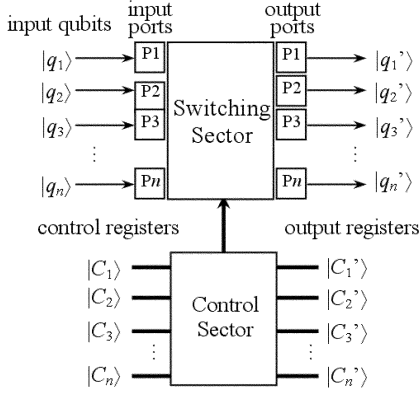 input qubits
input ports
output ports
|q₁⟩ P1 P1 |q₁’⟩
|q₂⟩ P2 P2 |q₂’⟩
|q₃⟩ P3 P3 |q₃’⟩
⋮ ⋮
|qₙ⟩ Pn Pn |qₙ’⟩
Switching
Sector
control registers
output registers
|C₁⟩ |C₁’⟩
|C₂⟩ |C₂’⟩
|C₃⟩ |C₃’⟩
⋮ ⋮
|Cₙ⟩ |Cₙ’⟩
Control
Sector